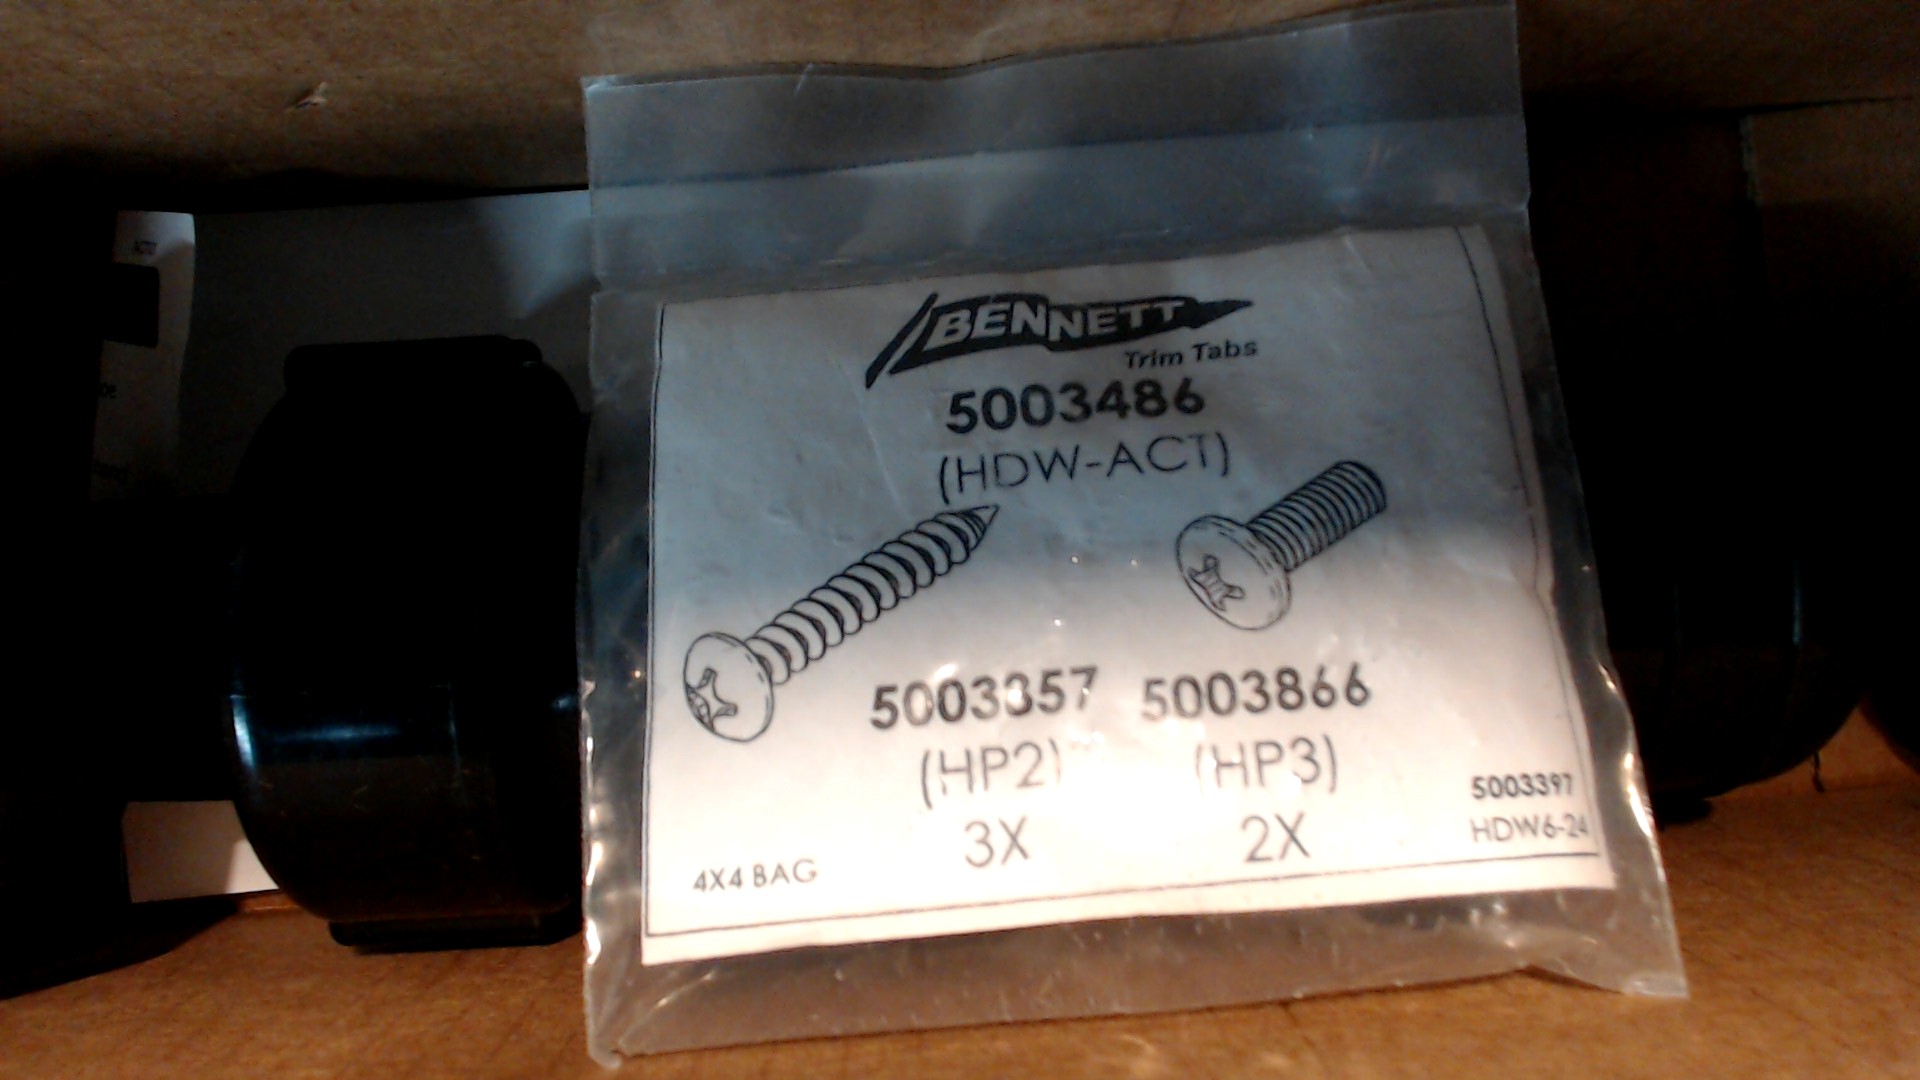 BENNETT
Trim Tabs
5003486
(HDW-ACT)
5003357 5003866
(HP2) (HP3)
3X 2X
5003397
HDW6-24
4X4 BAG